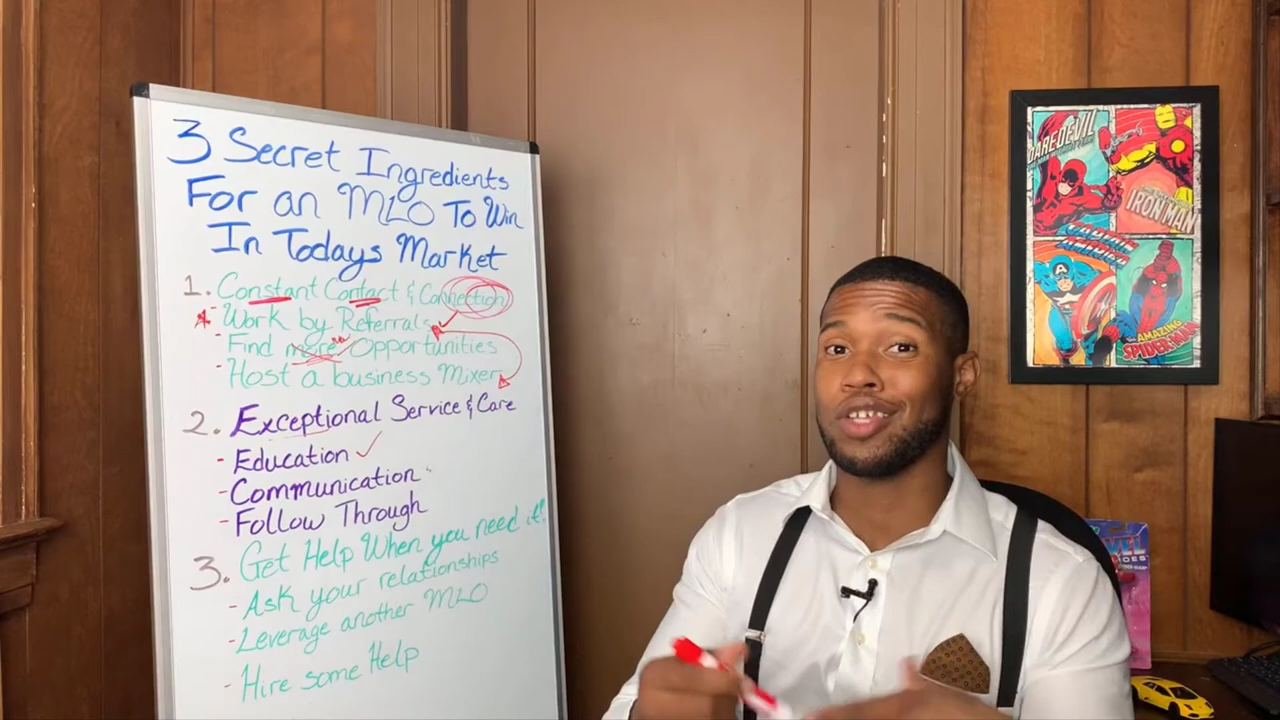 3 Secret Ingredients
For an MLO To Win
In Todays Market
1. Constant Contact & Connection
- Work by Referrals
- Find more Opportunities
- Host a business Mixer
2. Exceptional Service & Care
- Education
- Communication
- Follow Through
3. Get Help When you need it!
- Ask your relationships
- Leverage another MLO
- Hire some Help
DAREDEVIL
IRON MAN
CAPTAIN
AMERICA
THE AMAZING
SPIDER-MAN